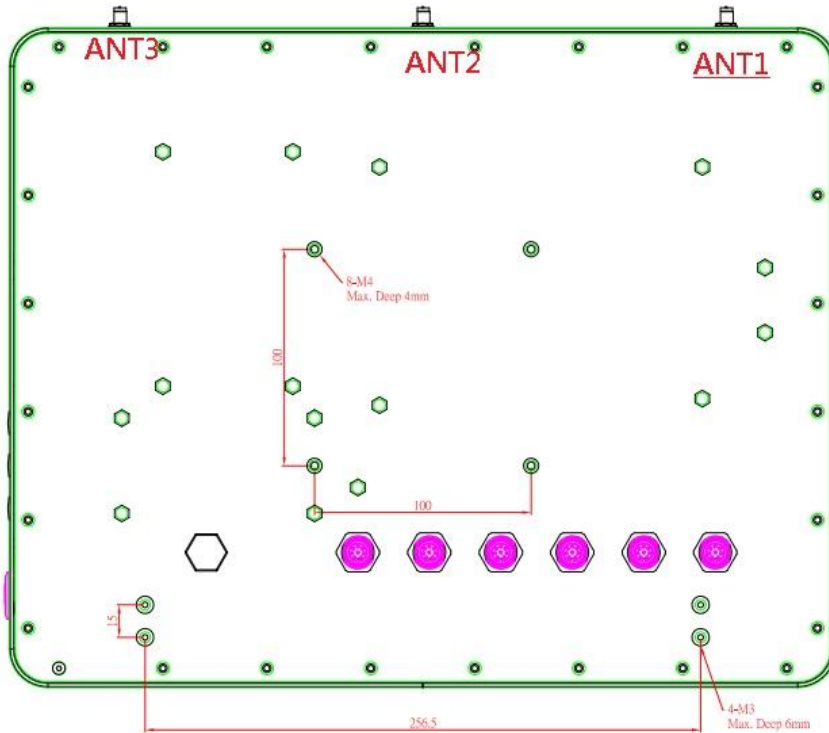 ANT3
ANT2
ANT1
8-M4
Max. Deep 4mm
100
100
15
4-M3
Max. Deep 6mm
256.5